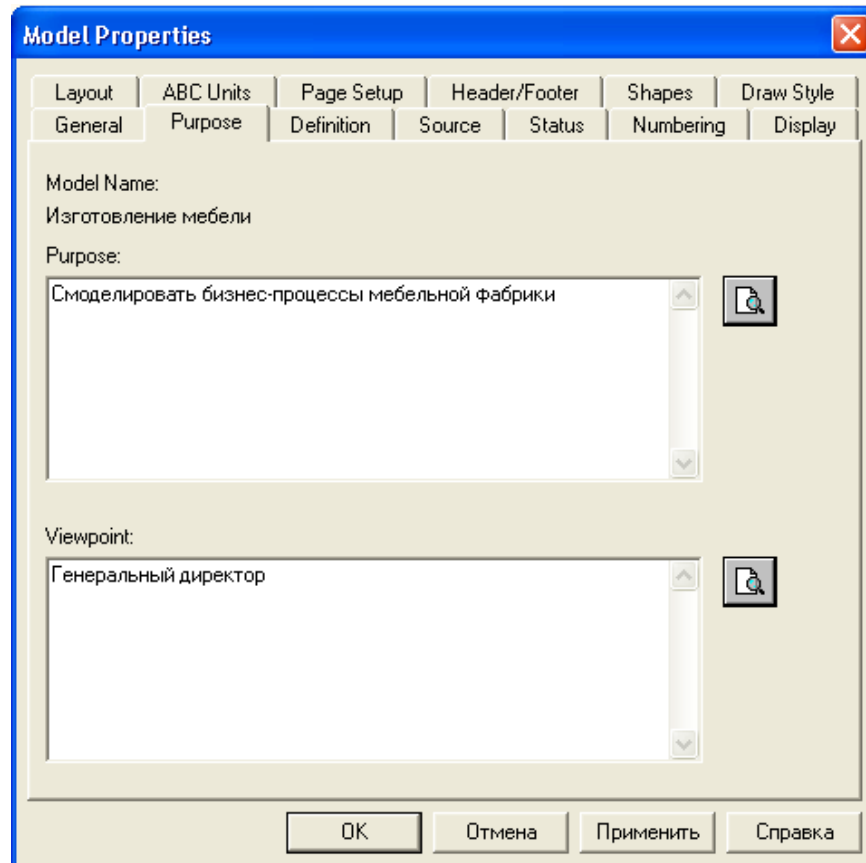 Model Properties
Layout ABC Units Page Setup Header/Footer Shapes Draw Style
General Purpose Definition Source Status Numbering Display
Model Name:
Изготовление мебели
Purpose:
Смоделировать бизнес-процессы мебельной фабрики
Viewpoint:
Генеральный директор
OK Отмена Применить Справка